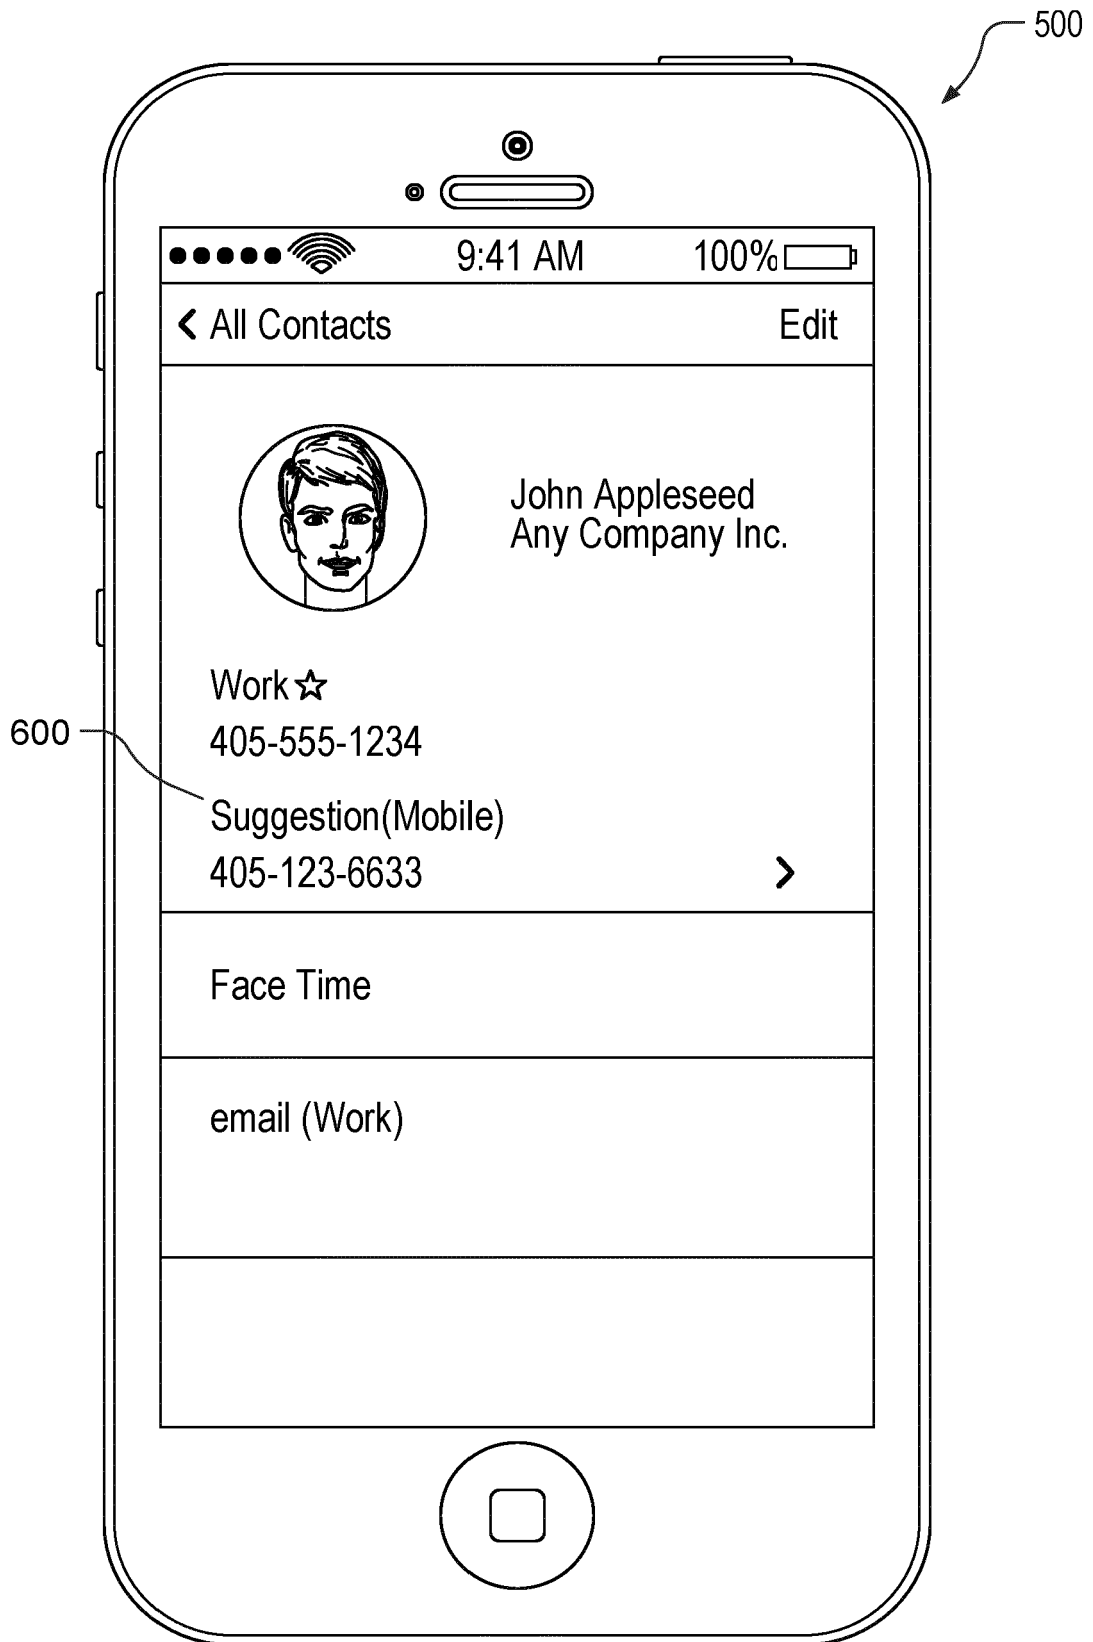 500
9:41 AM 100%
All Contacts Edit
John Appleseed
Any Company Inc.
Work☆
405-555-1234
600
Suggestion(Mobile)
405-123-6633
Face Time
email (Work)